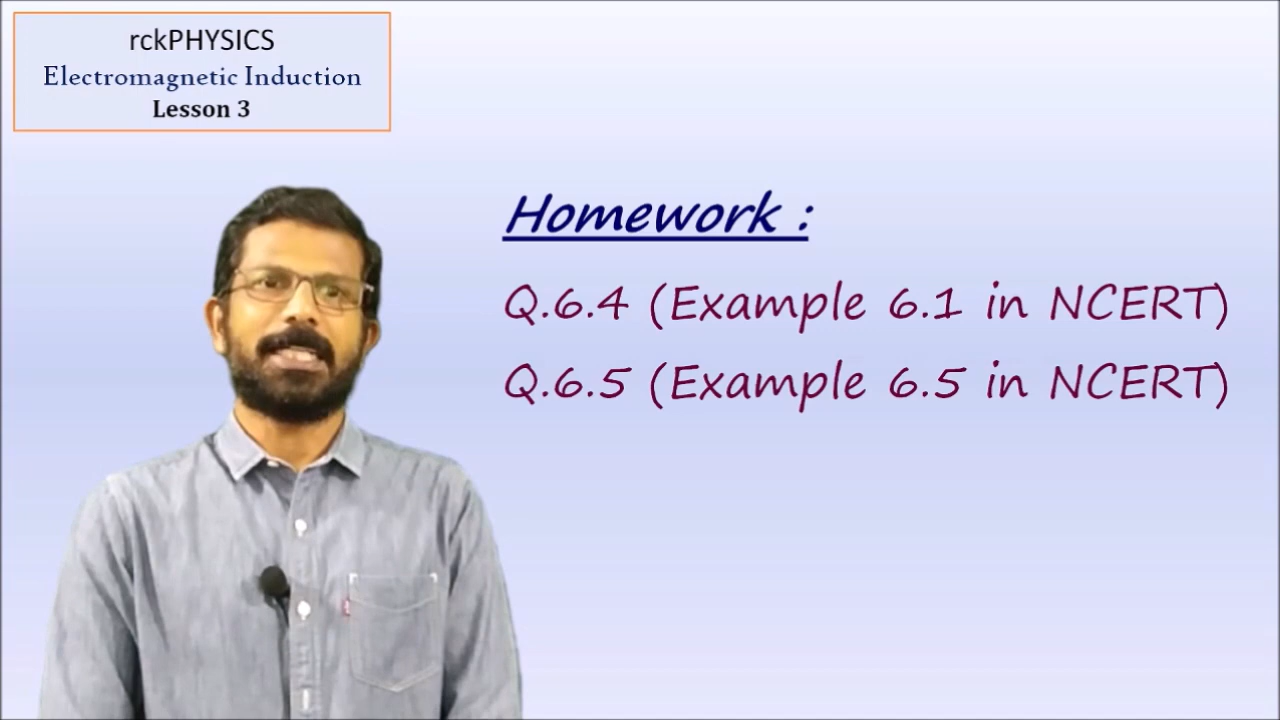 rckPHYSICS
Electromagnetic Induction
Lesson 3
Homework :
Q.6.4 (Example 6.1 in NCERT)
Q.6.5 (Example 6.5 in NCERT)